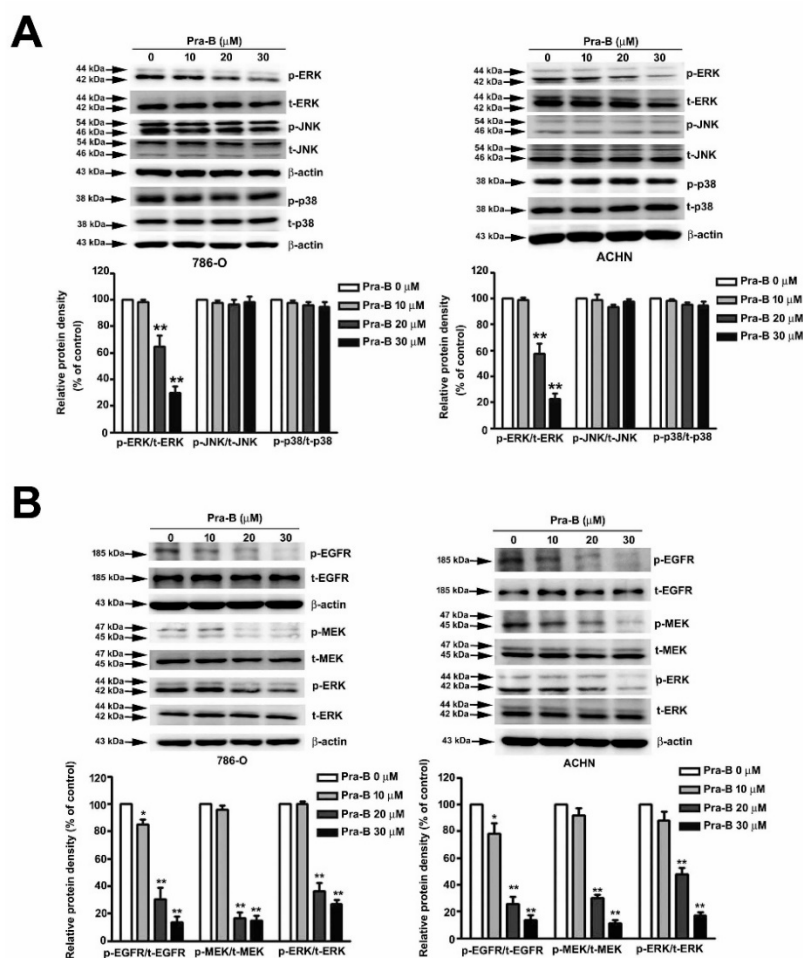 A
Pra-B (μM)
0 10 20 30
44 kDa
42 kDa
p-ERK
44 kDa
42 kDa
t-ERK
54 kDa
46 kDa
p-JNK
54 kDa
46 kDa
t-JNK
43 kDa
β-actin
38 kDa
p-p38
38 kDa
t-p38
43 kDa
β-actin
786-O
Relative protein density
(% of control)
120
100
80
60
40
20
0
** **
Pra-B 0 μM
Pra-B 10 μM
Pra-B 20 μM
Pra-B 30 μM
p-ERK/t-ERK p-JNK/t-JNK p-p38/t-p38
Pra-B (μM)
0 10 20 30
44 kDa
42 kDa
p-ERK
44 kDa
42 kDa
t-ERK
54 kDa
46 kDa
p-JNK
54 kDa
46 kDa
t-JNK
38 kDa
p-p38
38 kDa
t-p38
43 kDa
β-actin
ACHN
Relative protein density
(% of control)
120
100
80
60
40
20
0
** **
Pra-B 0 μM
Pra-B 10 μM
Pra-B 20 μM
Pra-B 30 μM
p-ERK/t-ERK p-JNK/t-JNK p-p38/t-p38
B
Pra-B (μM)
0 10 20 30
185 kDa
p-EGFR
185 kDa
t-EGFR
43 kDa
β-actin
47 kDa
45 kDa
p-MEK
47 kDa
45 kDa
t-MEK
44 kDa
42 kDa
p-ERK
44 kDa
42 kDa
t-ERK
43 kDa
β-actin
786-O
Relative protein density (% of control)
120
100
80
60
40
20
0
* ** ** ** ** ** **
Pra-B 0 μM
Pra-B 10 μM
Pra-B 20 μM
Pra-B 30 μM
p-EGFR/t-EGFR p-MEK/t-MEK p-ERK/t-ERK
Pra-B (μM)
0 10 20 30
185 kDa
p-EGFR
185 kDa
t-EGFR
47 kDa
45 kDa
p-MEK
47 kDa
45 kDa
t-MEK
44 kDa
42 kDa
p-ERK
44 kDa
42 kDa
t-ERK
43 kDa
β-actin
ACHN
Relative protein density (% of control)
120
100
80
60
40
20
0
* ** ** ** ** ** **
Pra-B 0 μM
Pra-B 10 μM
Pra-B 20 μM
Pra-B 30 μM
p-EGFR/t-EGFR p-MEK/t-MEK p-ERK/t-ERK